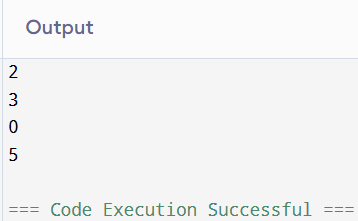 Output
2
3
0
5
=== Code Execution Successful ===